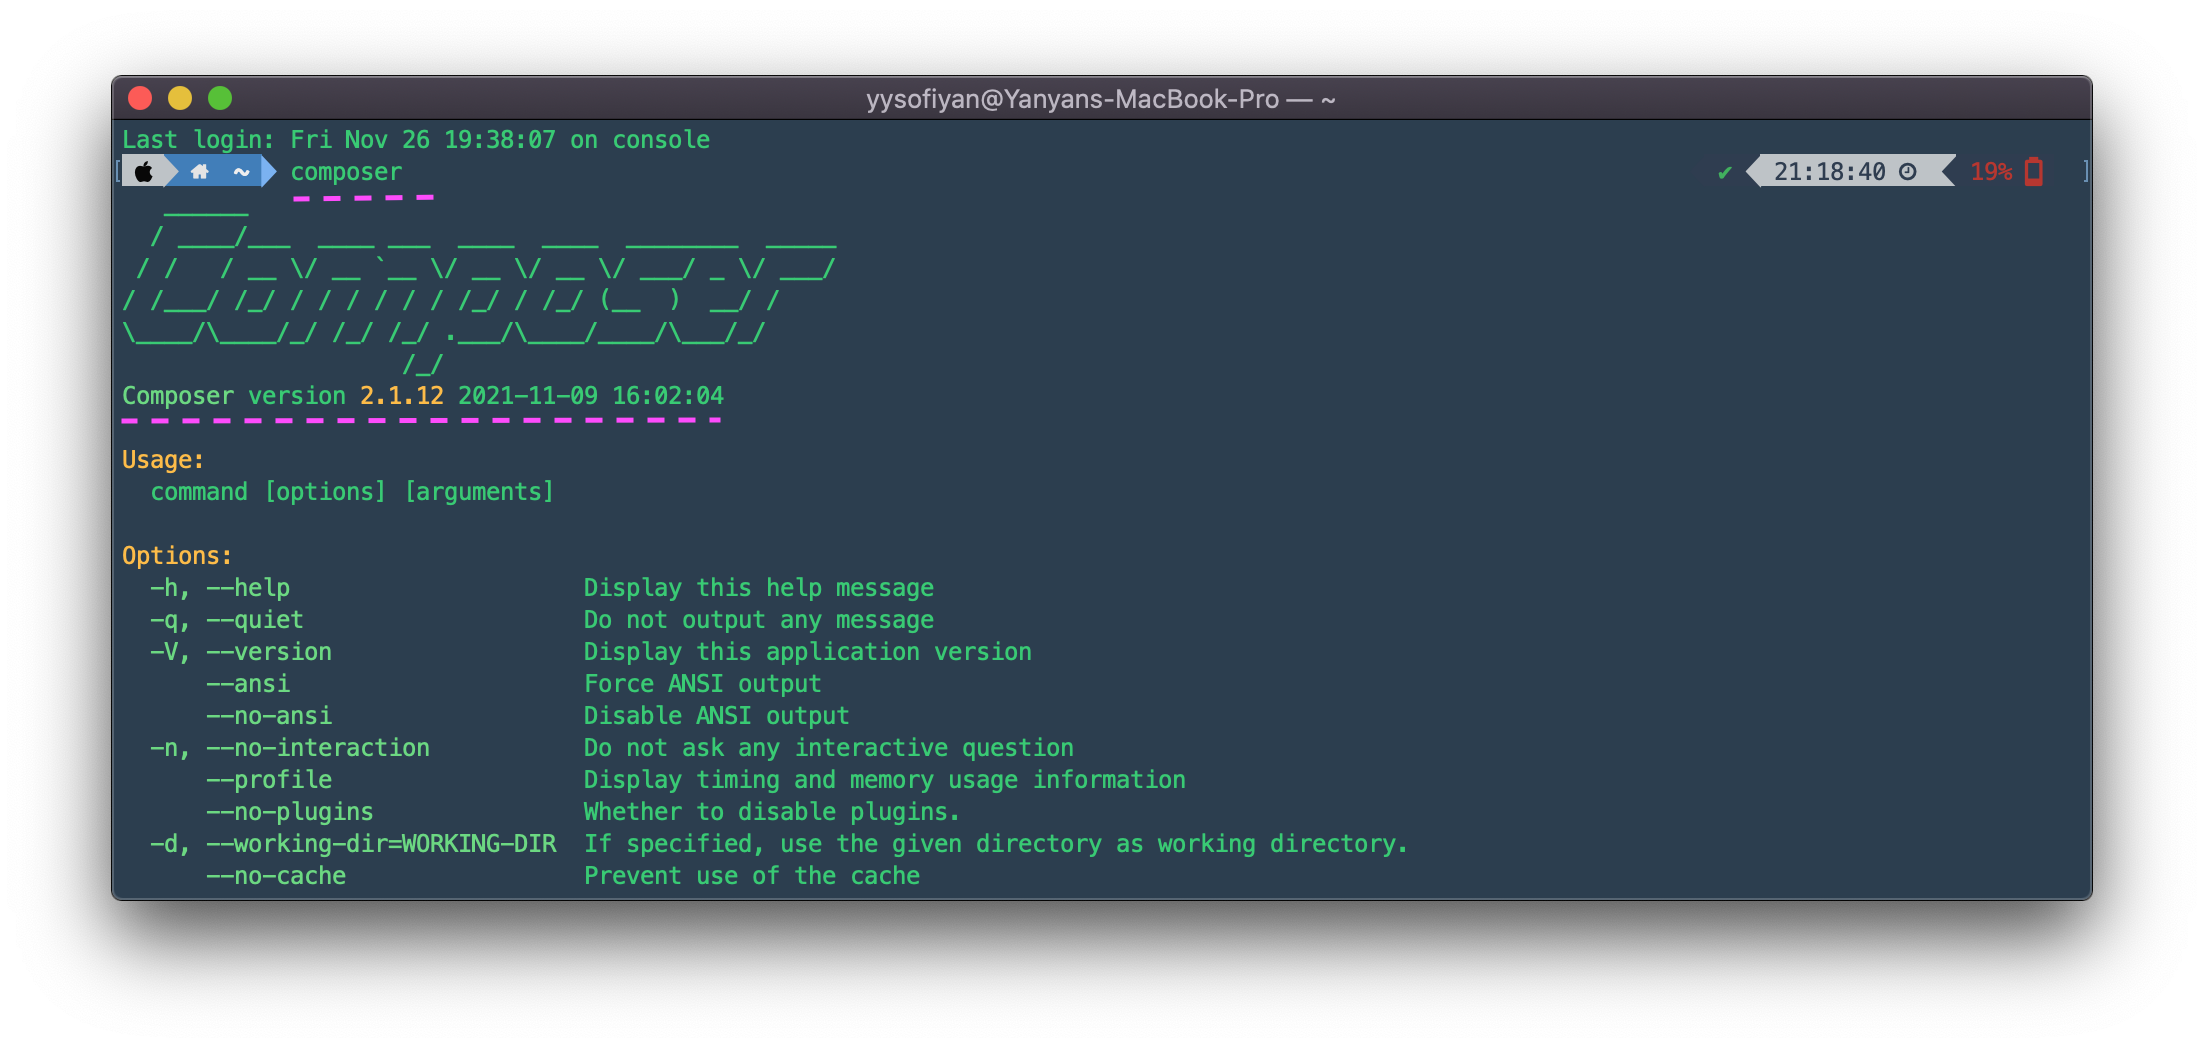 yysofiyan@Yanyans-MacBook-Pro — ~
Last login: Fri Nov 26 19:38:07 on console
[ ~ composer ✔ 21:18:40 19% ]
   ______
  / ____/___  ____ ___  ____  ____  ________  _____
 / /   / __ \/ __ `__ \/ __ \/ __ \/ ___/ _ \/ ___/
/ /___/ /_/ / / / / / / /_/ / /_/ (__  )  __/ /
\____/\____/_/ /_/ /_/ .___/\____/____/\___/_/
                    /_/
Composer version 2.1.12 2021-11-09 16:02:04
Usage:
  command [options] [arguments]
Options:
  -h, --help                     Display this help message
  -q, --quiet                    Do not output any message
  -V, --version                  Display this application version
      --ansi                     Force ANSI output
      --no-ansi                  Disable ANSI output
  -n, --no-interaction           Do not ask any interactive question
      --profile                  Display timing and memory usage information
      --no-plugins               Whether to disable plugins.
  -d, --working-dir=WORKING-DIR  If specified, use the given directory as working directory.
      --no-cache                 Prevent use of the cache